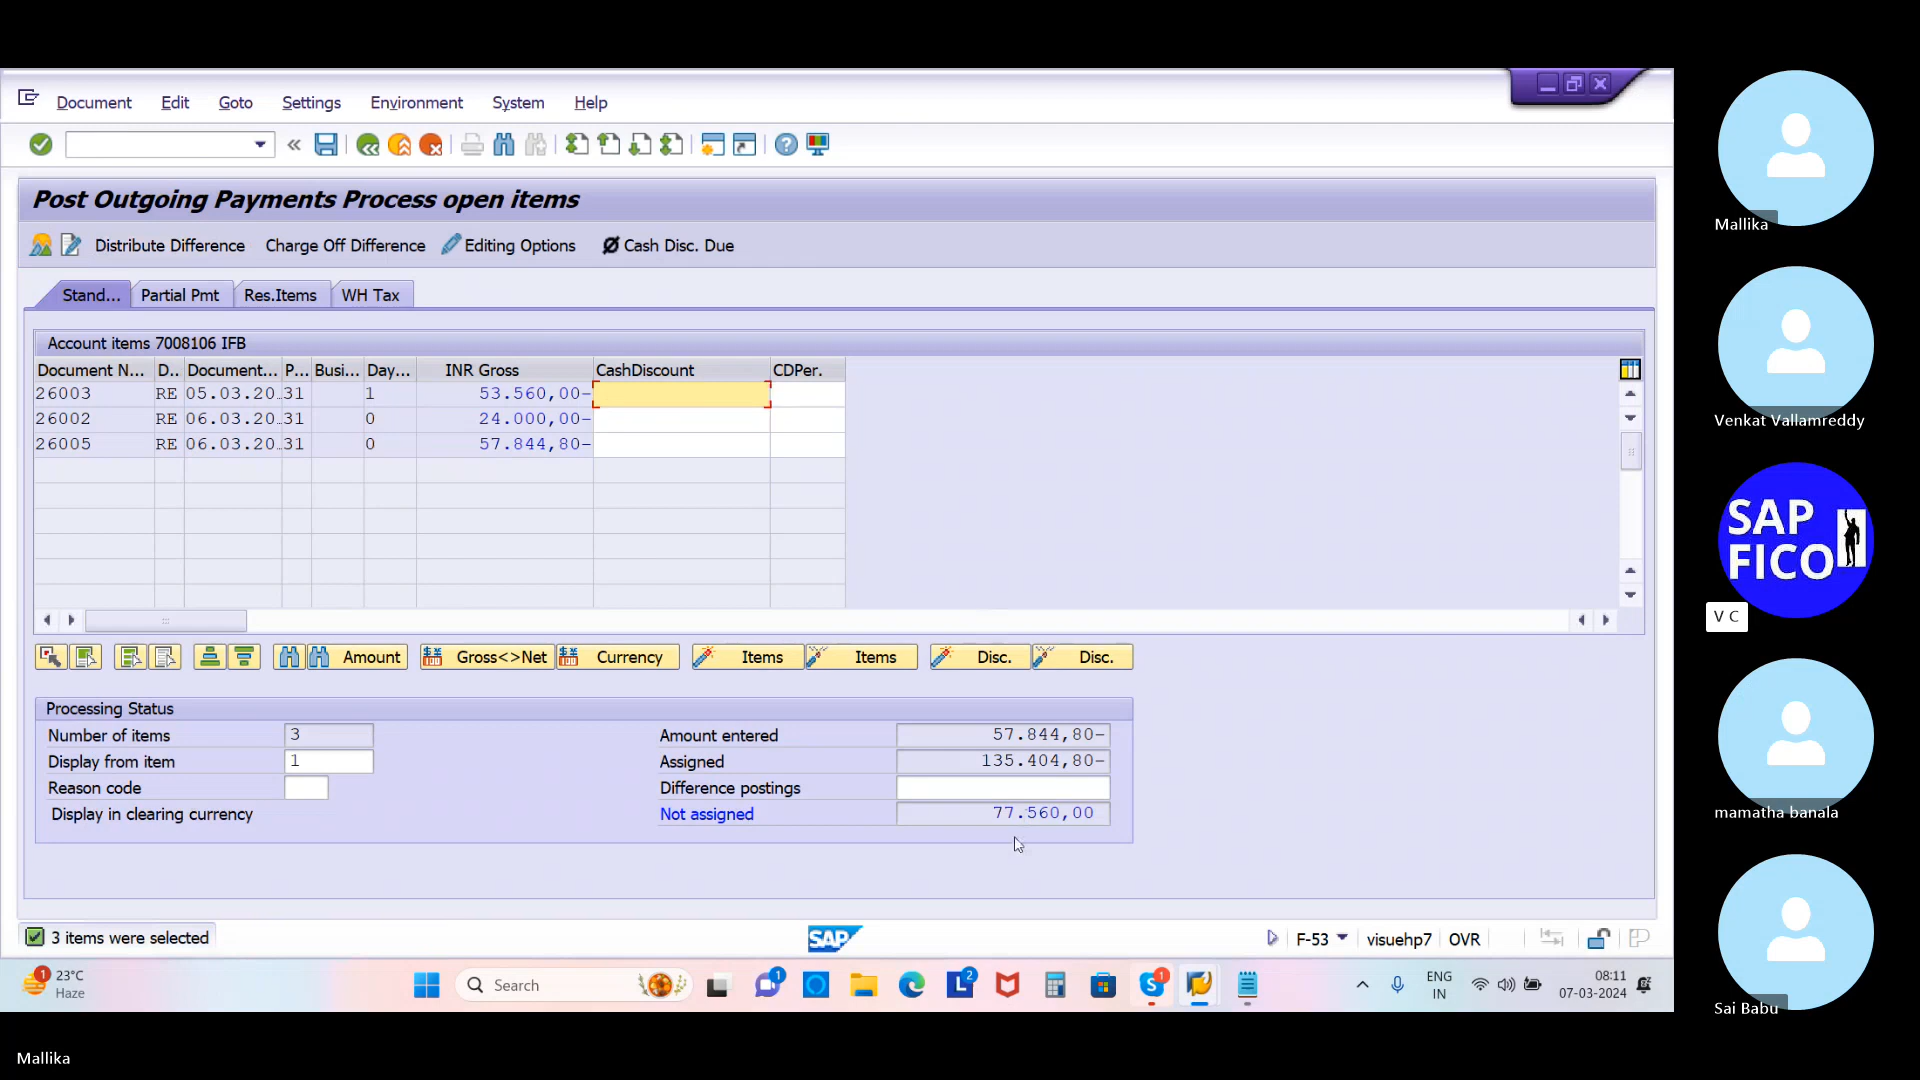 Document Edit Goto Settings Environment System Help
Post Outgoing Payments Process open items
Distribute Difference Charge Off Difference Editing Options Cash Disc. Due
Stand... Partial Pmt Res.Items WH Tax
Account items 7008106 IFB
Document N... D.. Document... P... Busi... Day... INR Gross CashDiscount CDPer.
26003 RE 05.03.20..31 1 53.560,00-
26002 RE 06.03.20..31 0 24.000,00-
26005 RE 06.03.20..31 0 57.844,80-
Amount Gross<>Net Currency Items Items Disc. Disc.
Processing Status
Number of items 3
Display from item 1
Reason code
Display in clearing currency
Amount entered 57.844,80-
Assigned 135.404,80-
Difference postings
Not assigned 77.560,00
3 items were selected
SAP
F-53 visuehp7 OVR
1
23°C
Haze
Search
1
L 2
1
ENG
IN
08:11
07-03-2024
Mallika
Venkat Vallamreddy
SAP
FICO
V C
mamatha banala
Sai Babu
Mallika